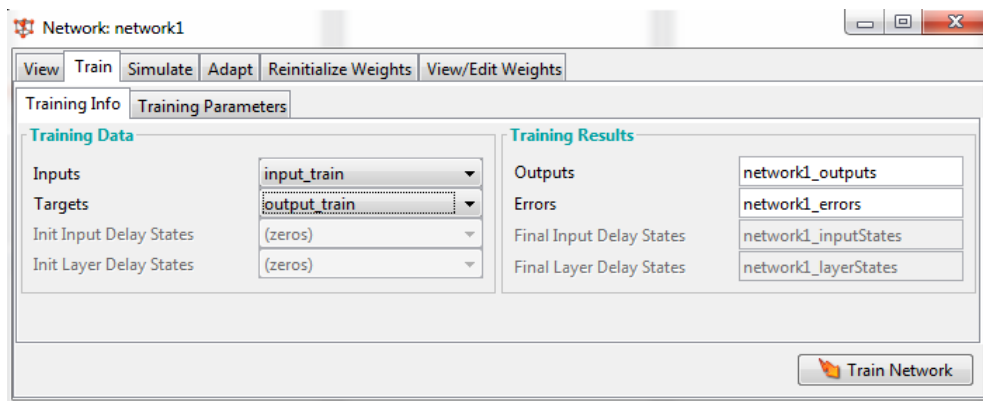 Network: network1
View Train Simulate Adapt Reinitialize Weights View/Edit Weights
Training Info Training Parameters
Training Data
Inputs input_train
Targets output_train
Init Input Delay States (zeros)
Init Layer Delay States (zeros)
Training Results
Outputs network1_outputs
Errors network1_errors
Final Input Delay States network1_inputStates
Final Layer Delay States network1_layerStates
Train Network